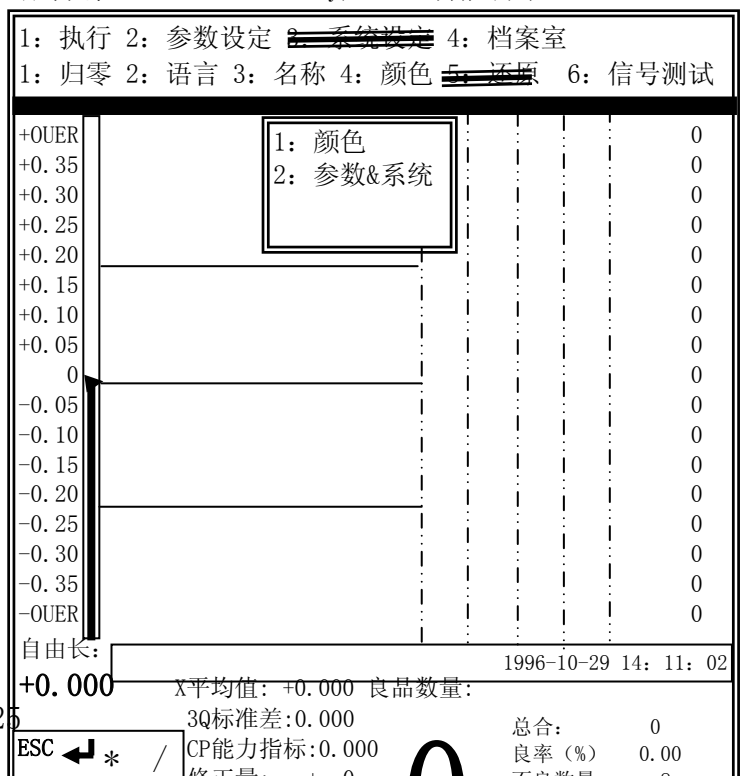 1: 执行 2: 参数设定 3: 系统设定 4: 档案室
1: 归零 2: 语言 3: 名称 4: 颜色 5: 还原 6: 信号测试
1: 颜色
2: 参数&系统
+OUER 0
+0.35 0
+0.30 0
+0.25 0
+0.20 0
+0.15 0
+0.10 0
+0.05 0
0 0
-0.05 0
-0.10 0
-0.15 0
-0.20 0
-0.25 0
-0.30 0
-0.35 0
-OUER 0
自由长:
1996-10-29 14: 11: 02
+0.000
X平均值: +0.000 良品数量:
3Q标准差:0.000
总合: 0
ESC * /
CP能力指标:0.000
良率（%） 0.00